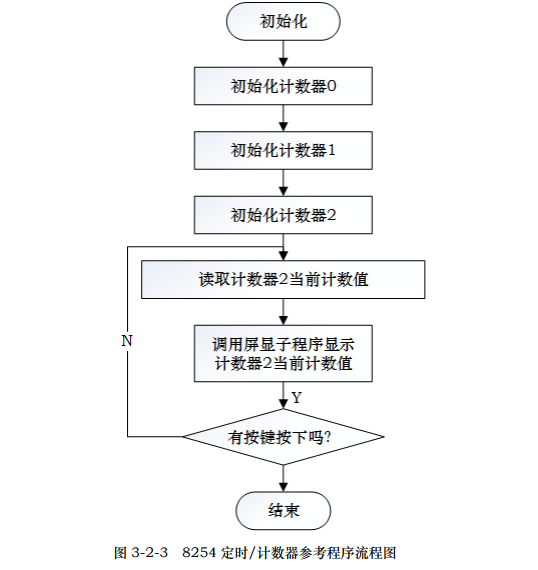 初始化
初始化计数器0
初始化计数器1
初始化计数器2
读取计数器2当前计数值
N
调用屏显子程序显示
计数器2当前计数值
Y
有按键按下吗?
结束
图 3-2-3 8254 定时/计数器参考程序流程图